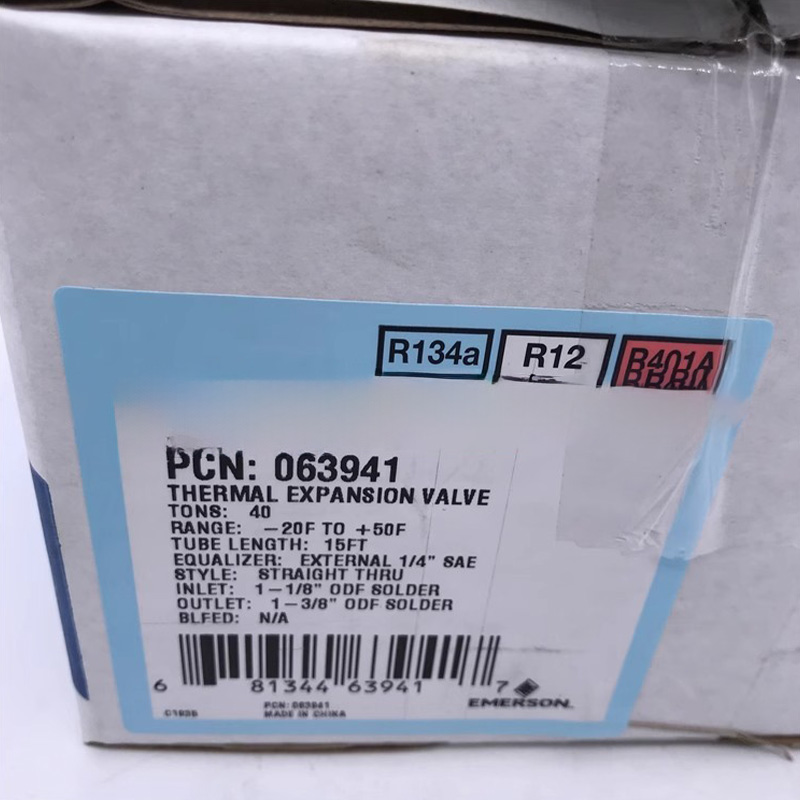 R134a R12 R401A
PCN: 063941
THERMAL EXPANSION VALVE
TONS: 40
RANGE: -20F TO +50F
TUBE LENGTH: 15FT
EQUALIZER: EXTERNAL 1/4" SAE
STYLE: STRAIGHT THRU
INLET: 1-1/8" ODF SOLDER
OUTLET: 1-3/8" ODF SOLDER
BLEED: N/A
6 81344 63941 7
EMERSON.
PCN: 063941
MADE IN CHINA